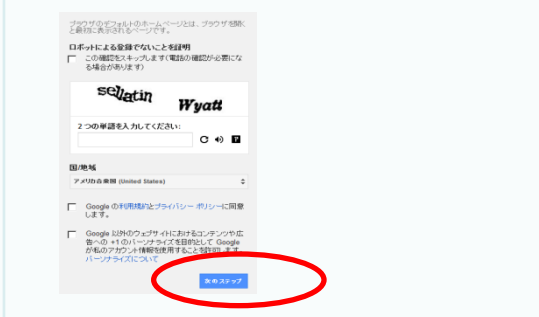 ブラウザのデフォルトのホームページとは、ブラウザを開く
と最初に表示されるページです。
ロボットによる登録でないことを証明
この確認をスキップします(電話の確認が必要にな
る場合があります)
sellatin Wyatt
2 つの単語を入力してください:
国/地域
アメリカ合衆国 (United States)
Google の利用規約とプライバシー ポリシーに同意
します。
Google 以外のウェブサイトにおけるコンテンツや広
告への +1 のパーソナライズを目的として Google
が私のアカウント情報を使用することを許可します。
パーソナライズについて
次のステップ